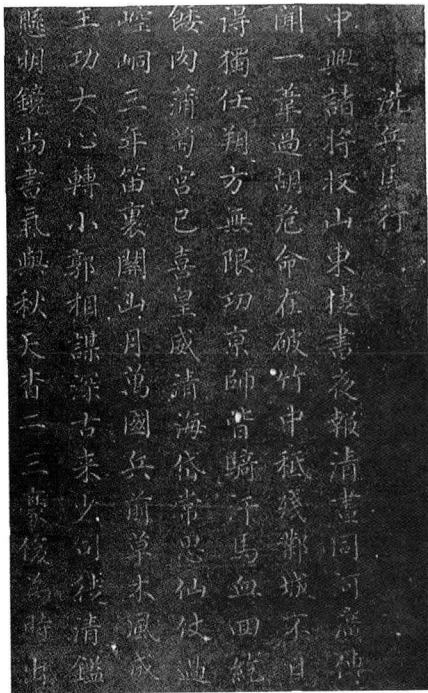 洗兵馬行
中興諸將收山東捷書夜報清晝同河廣傳
聞一葦過胡危命在破竹中秪殘鄴城不日
得獨任朔方無限功京師皆騎汗馬血回紇
餧肉蒲萄宮已喜皇威清海岱常思仙仗過
崆峒三年笛裏關山月萬國兵前草木風成
王功大心轉小郭相謀深古来少司徒清鑑
懸明鏡尚書氣與秋天杳二三豪俊為時出